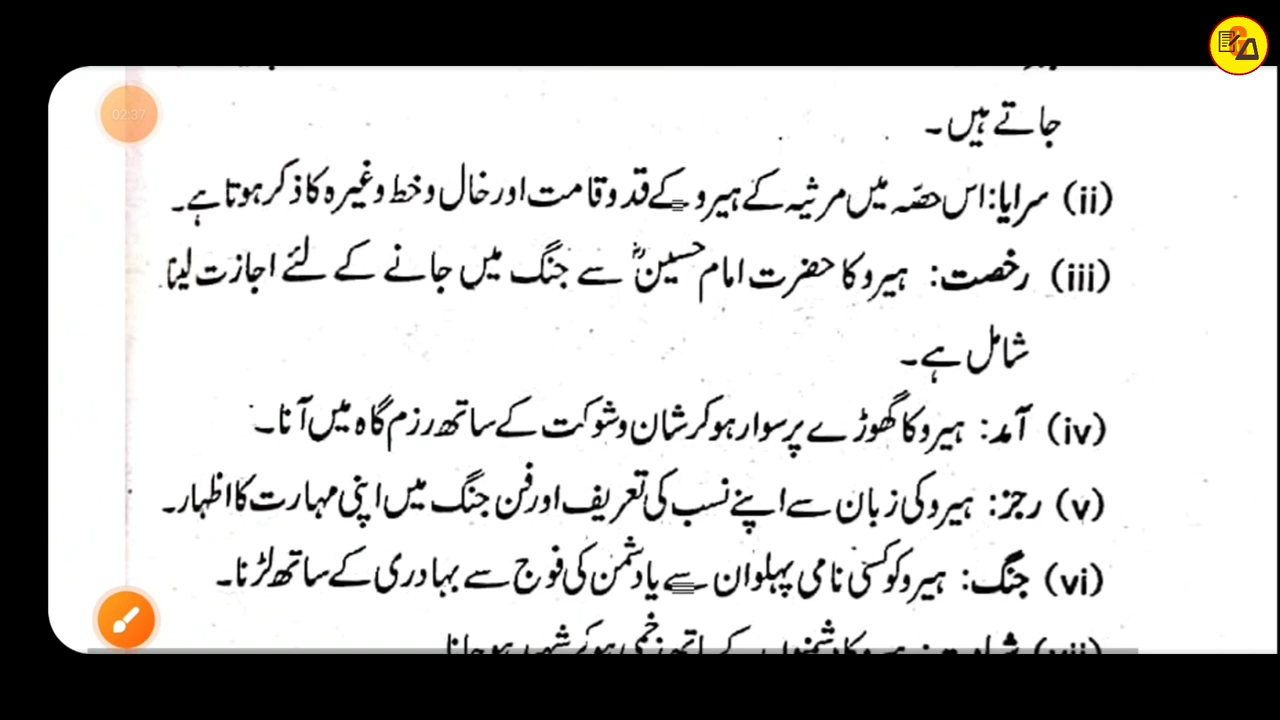 02:37
جاتے ہیں۔
(ii) سراپا: اس حصّہ میں مرثیہ کے ہیرو کے قد و قامت اور خال و خط وغیرہ کا ذکر ہوتا ہے۔
(iii) رخصت: ہیرو کا حضرت امام حسینؓ سے جنگ میں جانے کے لئے اجازت لینا
شامل ہے۔
(iv) آمد: ہیرو کا گھوڑے پر سوار ہو کر شان و شوکت کے ساتھ رزم گاہ میں آنا۔
(v) رجز: ہیرو کی زبان سے اپنے نسب کی تعریف اور فن جنگ میں اپنی مہارت کا اظہار۔
(vi) جنگ: ہیرو کو کسی نامی پہلوان سے یا دشمن کی فوج سے بہادری کے ساتھ لڑنا۔